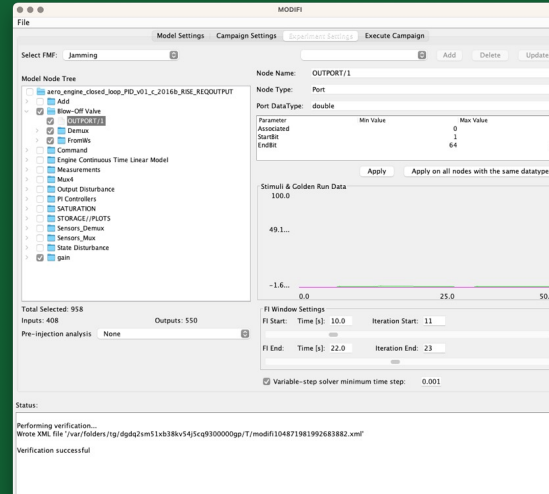 MODIFI
File
Model Settings Campaign Settings Experiment Settings Execute Campaign
Select FMF: Jamming
Add Delete Update
Model Node Tree
aero_engine_closed_loop_PID_v01_c_2016b_RISE_REQOUTPUT
Add
Blow-Off Valve
OUTPORT/1
Demux
FromWs
Command
Engine Continuous Time Linear Model
Measurements
Mux4
Output Disturbance
PI Controllers
SATURATION
STORAGE//PLOTS
Sensors_Demux
Sensors_Mux
State Disturbance
gain
Total Selected: 958
Inputs: 408 Outputs: 550
Pre-injection analysis None
Node Name: OUTPORT/1
Node Type: Port
Port DataType: double
Parameter Min Value Max Value
Associated 0
StartBit 1
EndBit 64
Apply Apply on all nodes with the same datatype
Stimuli & Golden Run Data
100.0
49.1...
-1.6...
0.0 25.0 50.
FI Window Settings
FI Start: Time [s]: 10.0 Iteration Start: 11
FI End: Time [s]: 22.0 Iteration End: 23
Variable-step solver minimum time step: 0.001
Status:
Performing verification...
Wrote XML file '/var/folders/tg/dgdq2sm51xb38kv54j5cq9300000gp/T/modifi104871981992683882.xml'
Verification successful